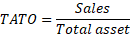 TATO = Sales / Total asset